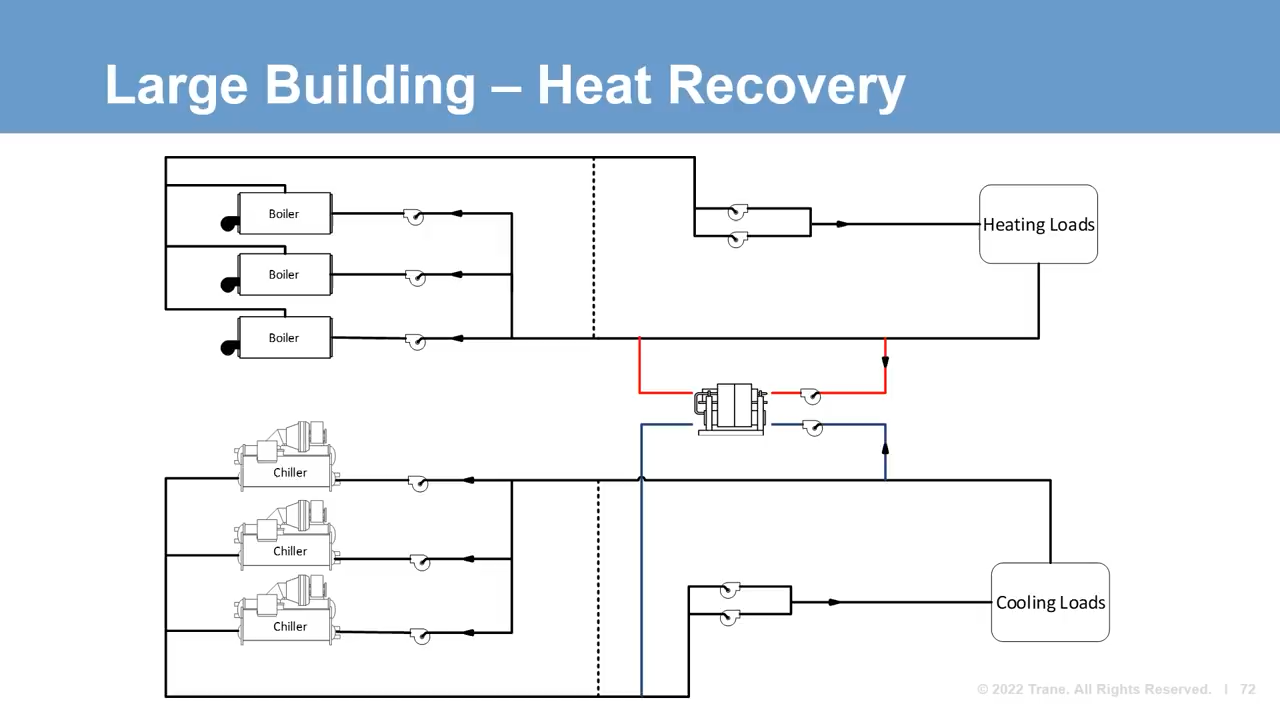 Large Building – Heat Recovery
Boiler
Heating Loads
Boiler
Boiler
Chiller
Chiller
Cooling Loads
Chiller
© 2022 Trane. All Rights Reserved. | 72